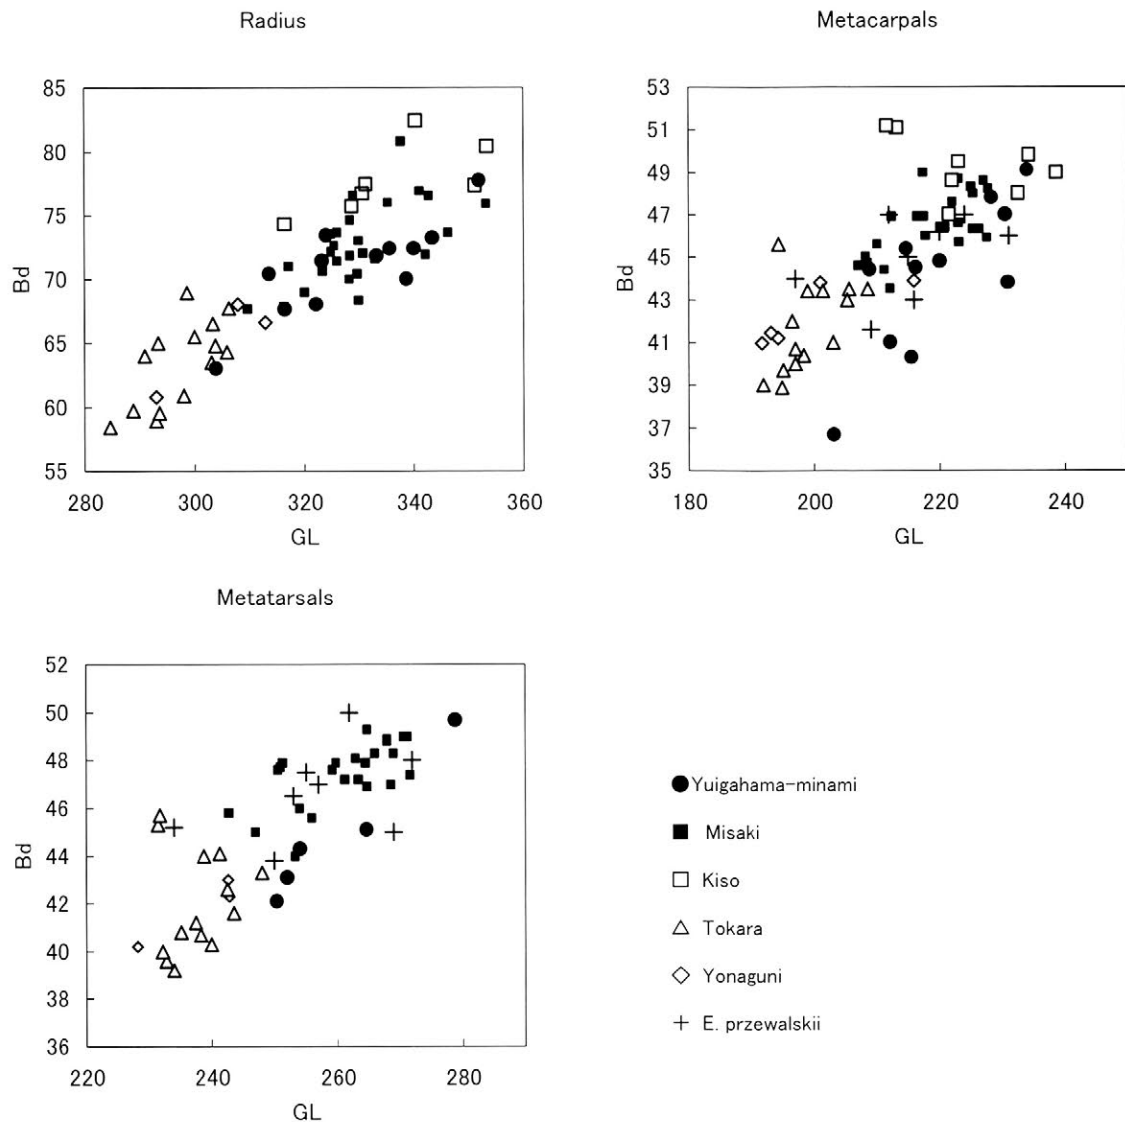 Radius
85
80
75
70
65
60
55
Bd
280 300 320 340 360
GL
Metacarpals
53
51
49
47
45
43
41
39
37
35
Bd
180 200 220 240
GL
Metatarsals
52
50
48
46
44
42
40
38
36
Bd
220 240 260 280
GL
Yuigahama-minami
Misaki
Kiso
Tokara
Yonaguni
E. przewalskii